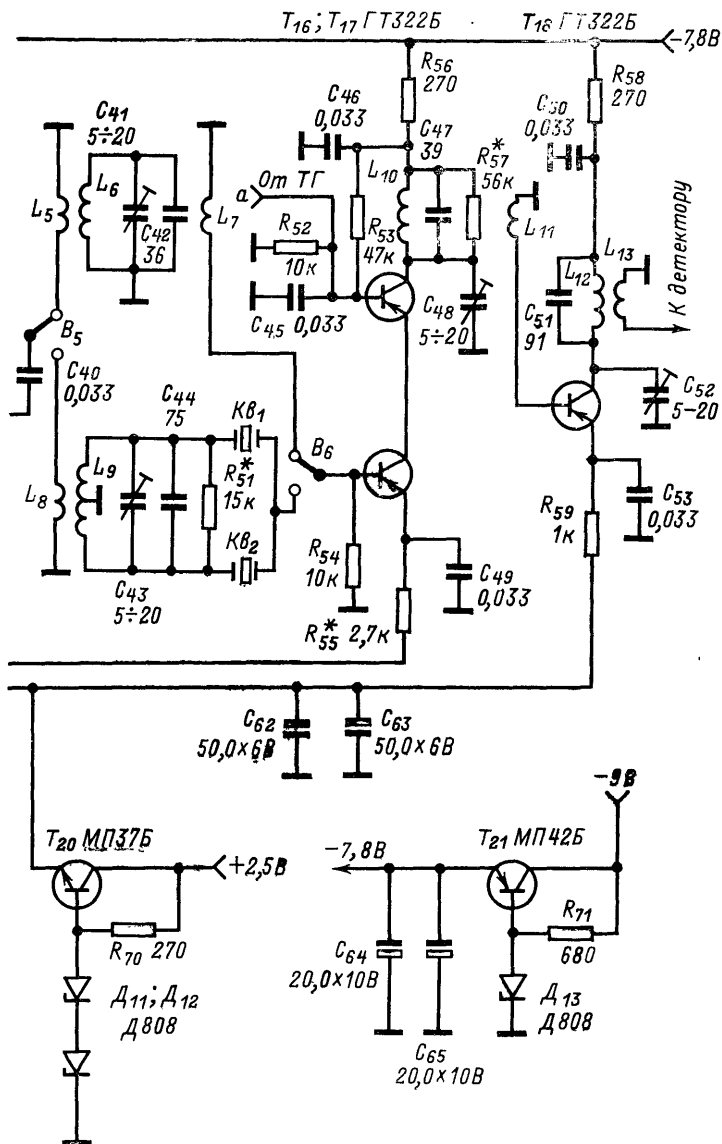 T16; T17 ГТ322Б
T18 ГТ322Б
-7,8В
R56
270
R58
270
C46
0,033
C50
0,033
C41
5÷20
C47
39
L10
R57*
56к
L5
L6
L7
От ТГ
а
R52
10к
R53
47к
L11
L13
L12
К детектору
C42
36
C45 0,033
C48
5÷20
C51
91
B5
C40
0,033
C52
5-20
C44
75
Кв1
B6
L9
L8
R51*
15к
C53
0,033
R59
1к
Кв2
R54
10к
C49
0,033
C43
5÷20
R55* 2,7к
C62
50,0×6В
C63
50,0×6В
-9В
T20 МП37Б
+2,5В
-7,8В
T21 МП42Б
R70 270
R71
680
C64
20,0×10В
Д11; Д12
Д808
Д13
Д808
C65
20,0×10В